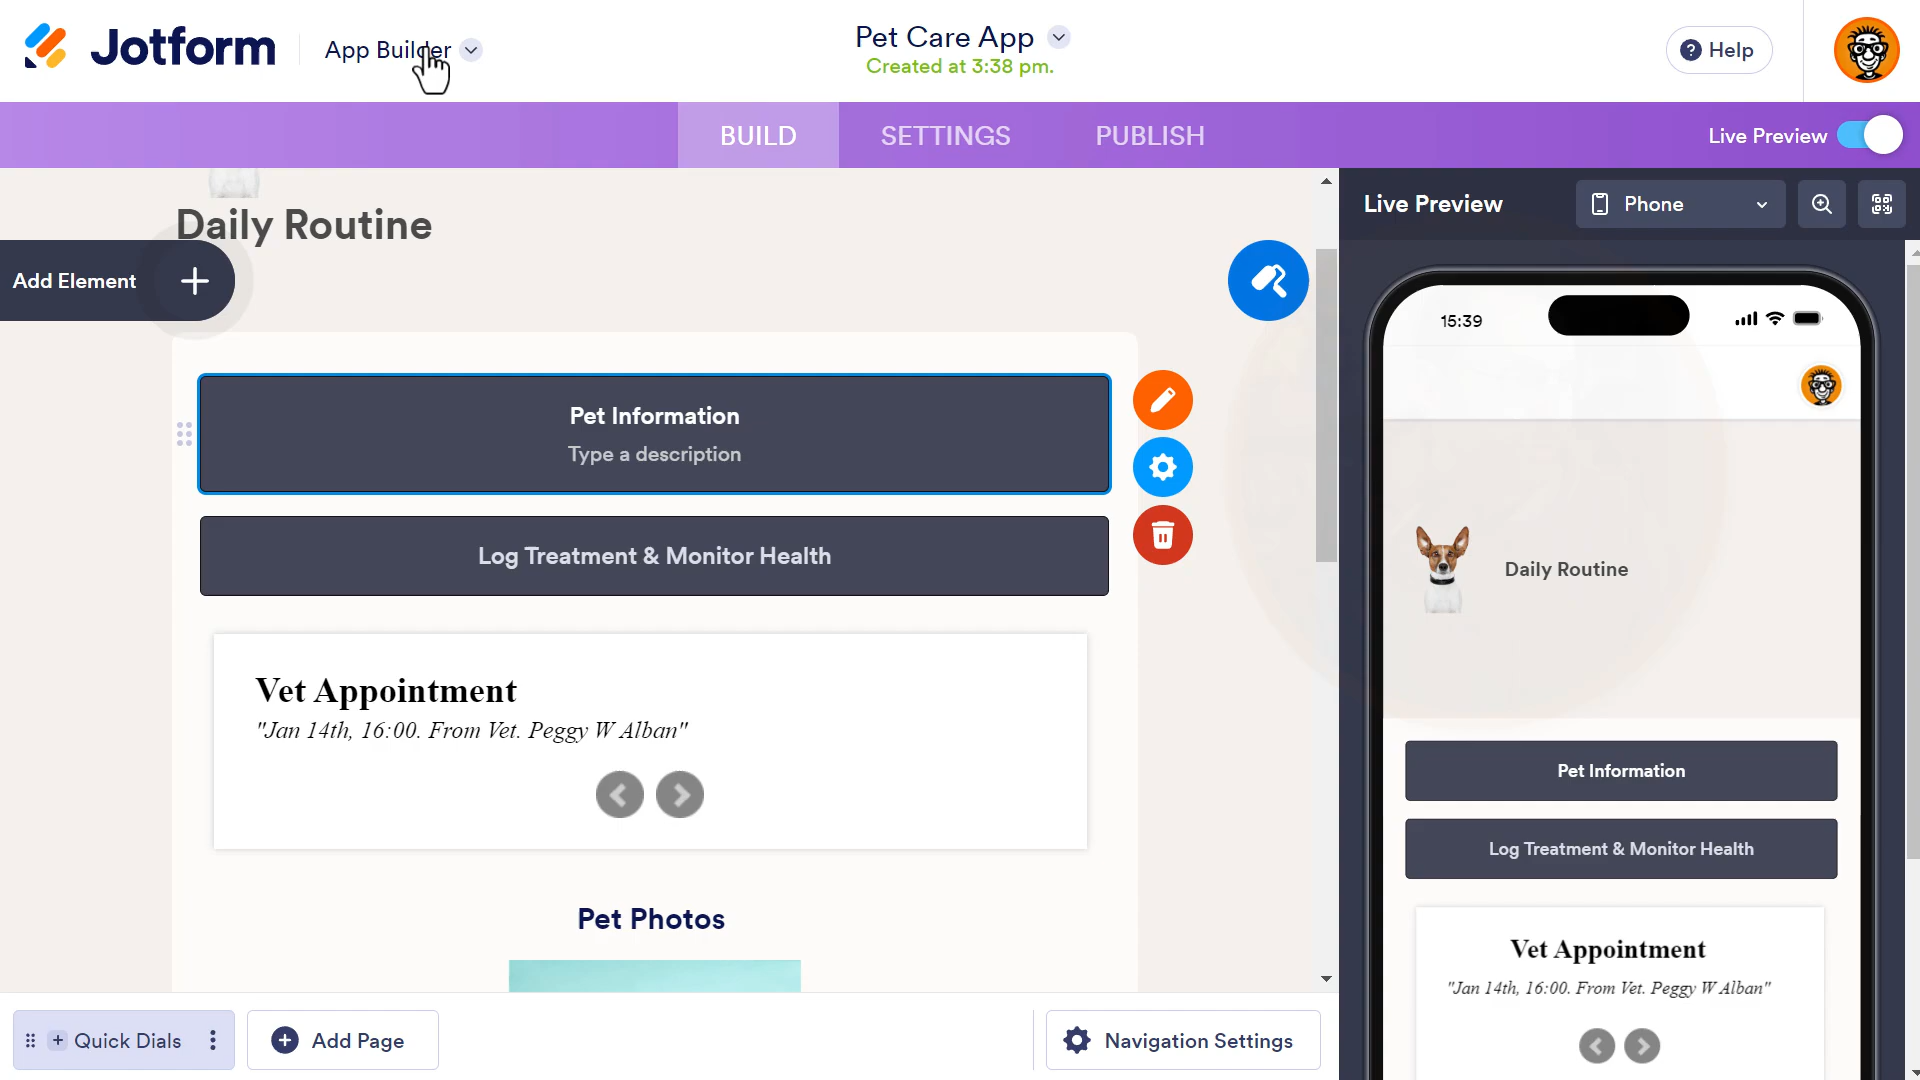 Jotform
App Builder
Pet Care App
Created at 3:38 pm.
Help
BUILD
SETTINGS
PUBLISH
Live Preview
Daily Routine
Add Element
Pet Information
Type a description
Log Treatment & Monitor Health
Vet Appointment
"Jan 14th, 16:00. From Vet. Peggy W Alban"
Pet Photos
Quick Dials
Add Page
Navigation Settings
Live Preview
Phone
15:39
Daily Routine
Pet Information
Log Treatment & Monitor Health
Vet Appointment
"Jan 14th, 16:00. From Vet. Peggy W Alban"